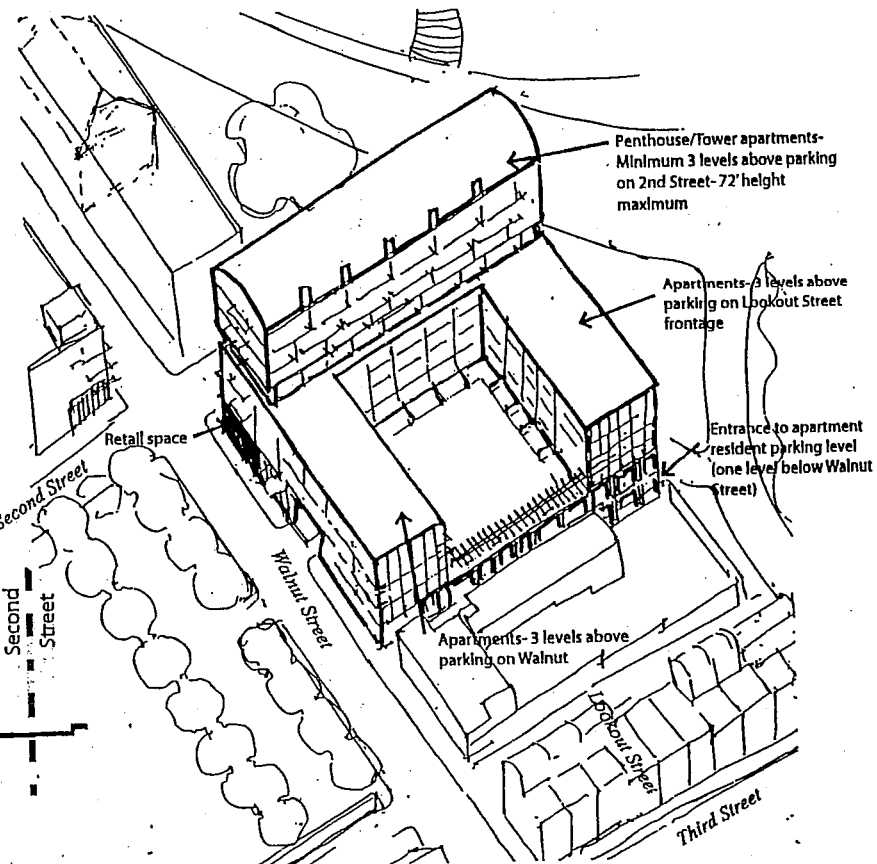 Penthouse/Tower apartments-
Minimum 3 levels above parking
on 2nd Street- 72' height
maximum
Apartments- 3 levels above
parking on Lookout Street
frontage
Entrance to apartment
resident parking level
(one level below Walnut
Street)
Retail space
Second Street
Walnut Street
Second
Street
Apartments- 3 levels above
parking on Walnut
Lookout Street
Third Street